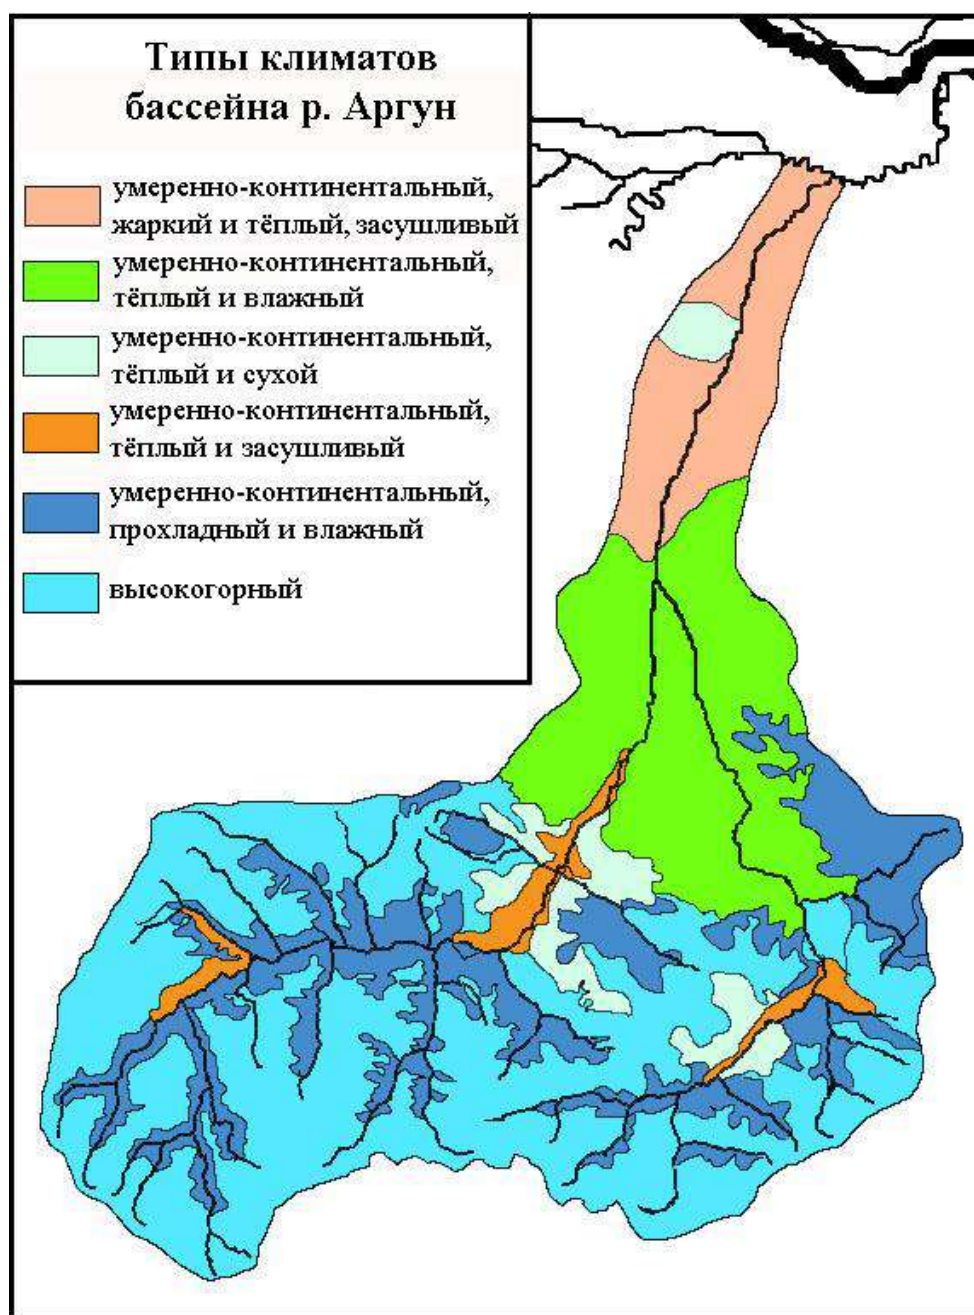 Типы климатов
бассейна р. Аргун
умеренно-континентальный,
жаркий и тёплый, засушливый
умеренно-континентальный,
тёплый и влажный
умеренно-континентальный,
тёплый и сухой
умеренно-континентальный,
тёплый и засушливый
умеренно-континентальный,
прохладный и влажный
высокогорный